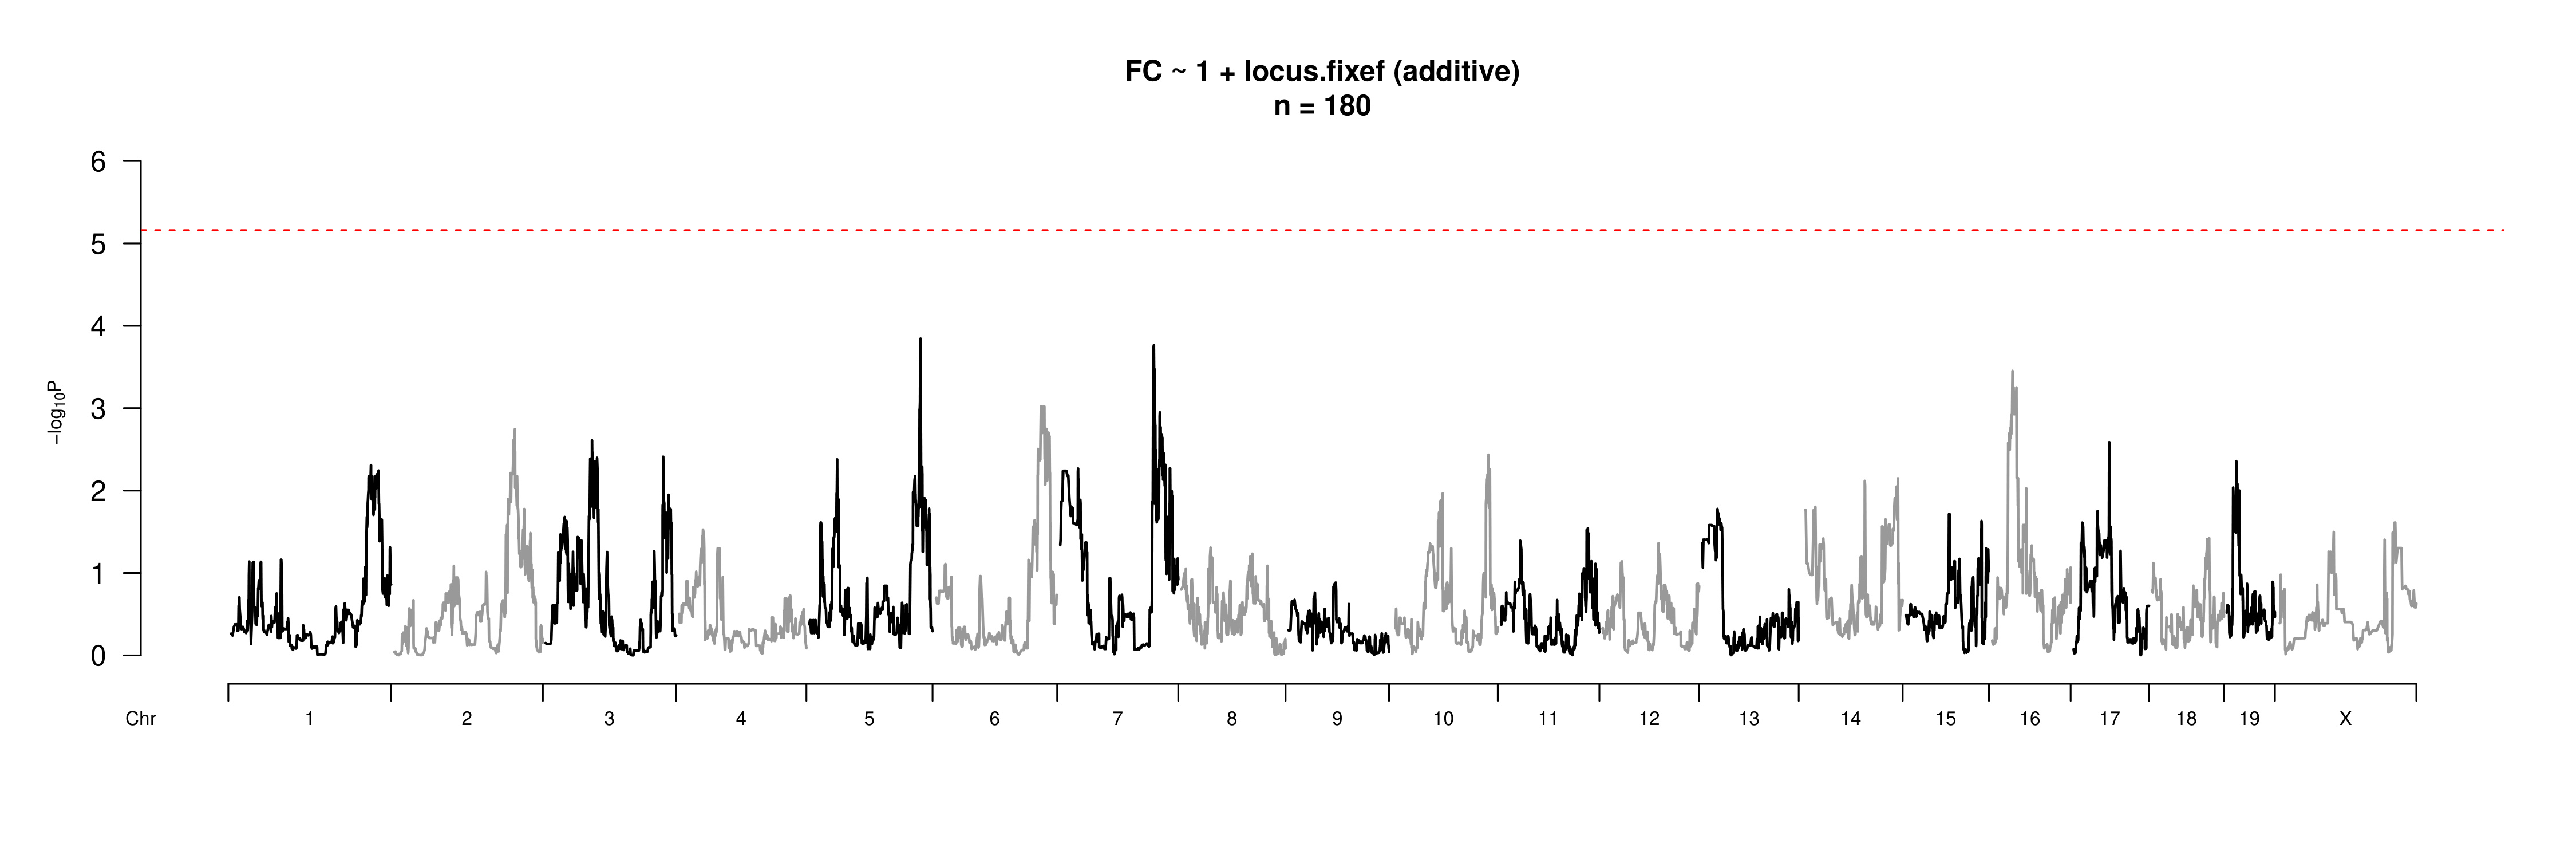 FC ~ 1 + locus.fixef (additive)
n = 180
6
5
4
3
2
1
0
−log10P
Chr 1 2 3 4 5 6 7 8 9 10 11 12 13 14 15 16 17 18 19 X